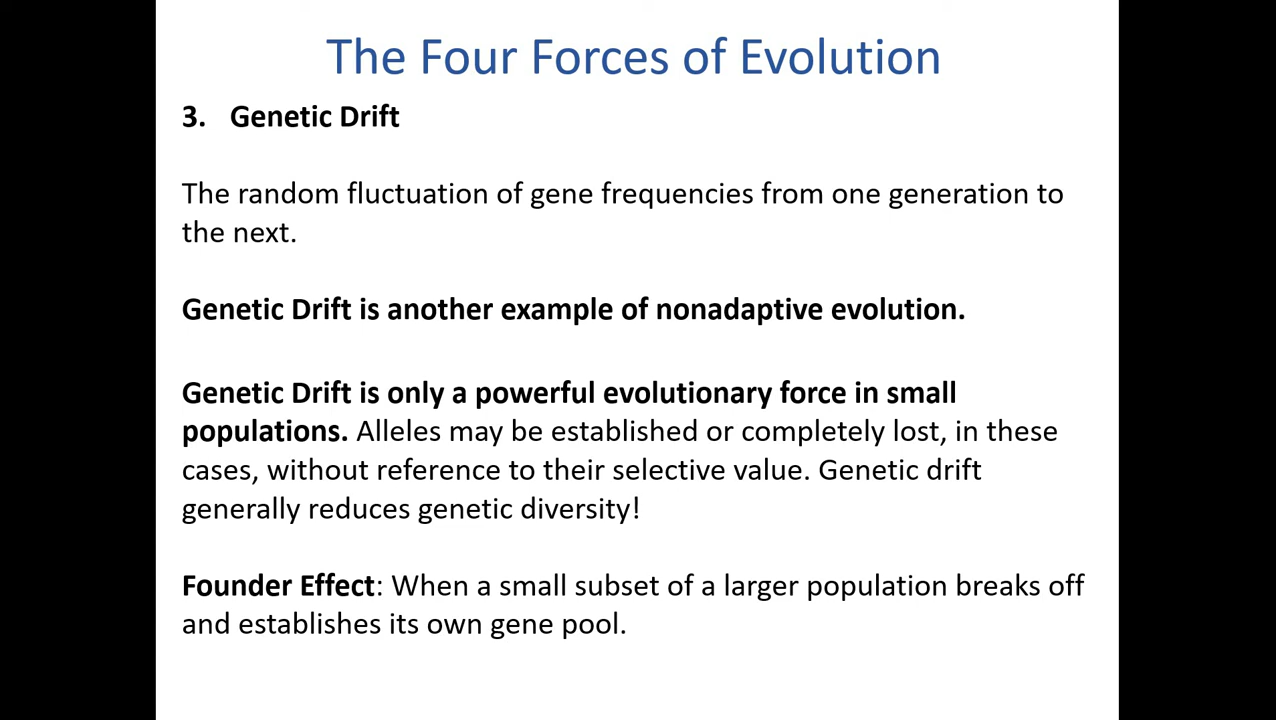 The Four Forces of Evolution
3. Genetic Drift
The random fluctuation of gene frequencies from one generation to
the next.
Genetic Drift is another example of nonadaptive evolution.
Genetic Drift is only a powerful evolutionary force in small
populations. Alleles may be established or completely lost, in these
cases, without reference to their selective value. Genetic drift
generally reduces genetic diversity!
Founder Effect: When a small subset of a larger population breaks off
and establishes its own gene pool.